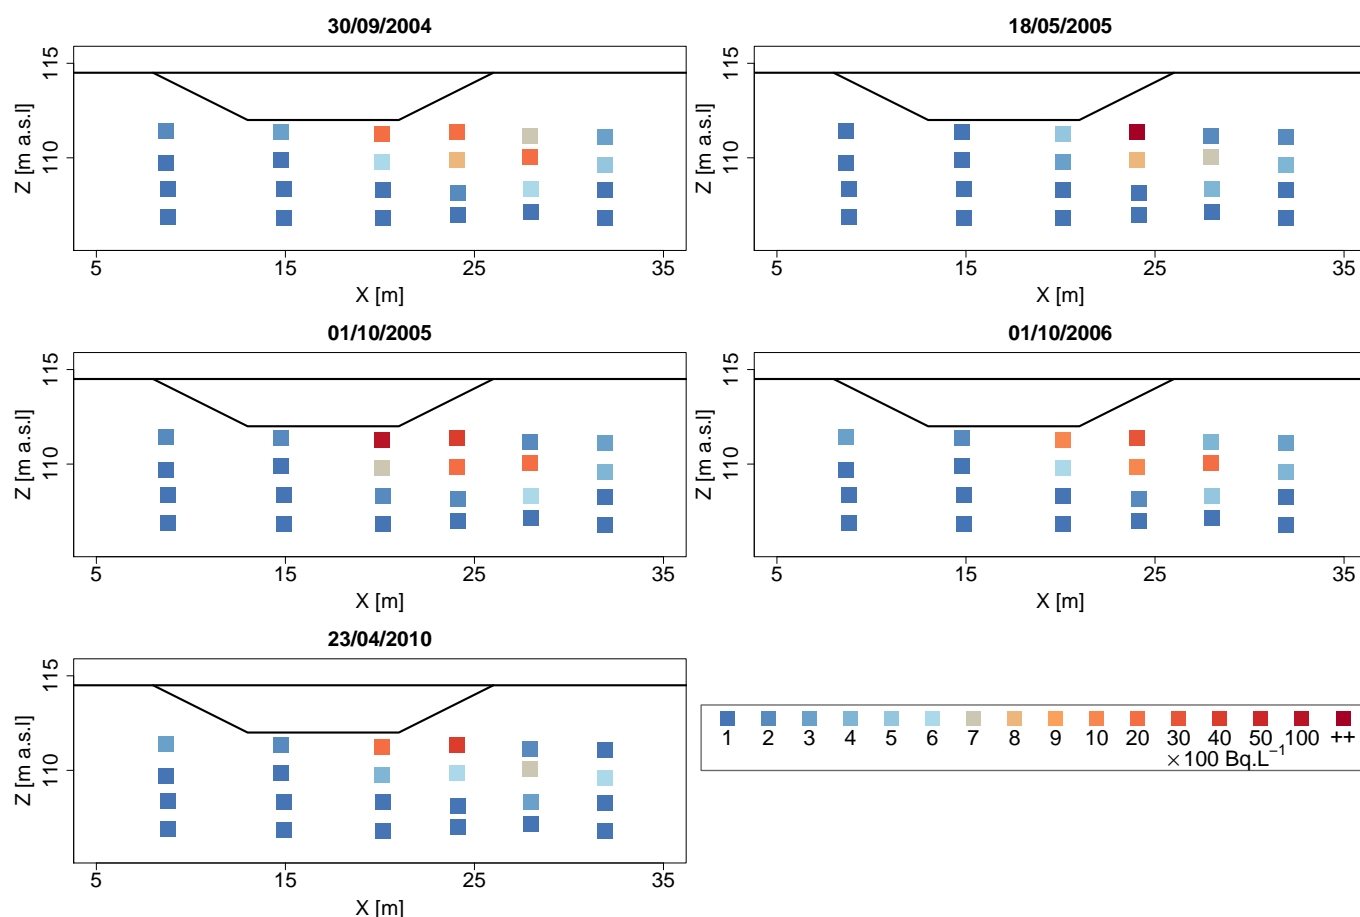 30/09/2004
18/05/2005
115
110
Z [m a.s.l]
5 15 25 35
X [m]
115
110
Z [m a.s.l]
5 15 25 35
X [m]
01/10/2005
01/10/2006
115
110
Z [m a.s.l]
5 15 25 35
X [m]
115
110
Z [m a.s.l]
5 15 25 35
X [m]
23/04/2010
115
110
Z [m a.s.l]
5 15 25 35
X [m]
1 2 3 4 5 6 7 8 9 10 20 30 40 50 100 ++
×100 Bq.L⁻¹